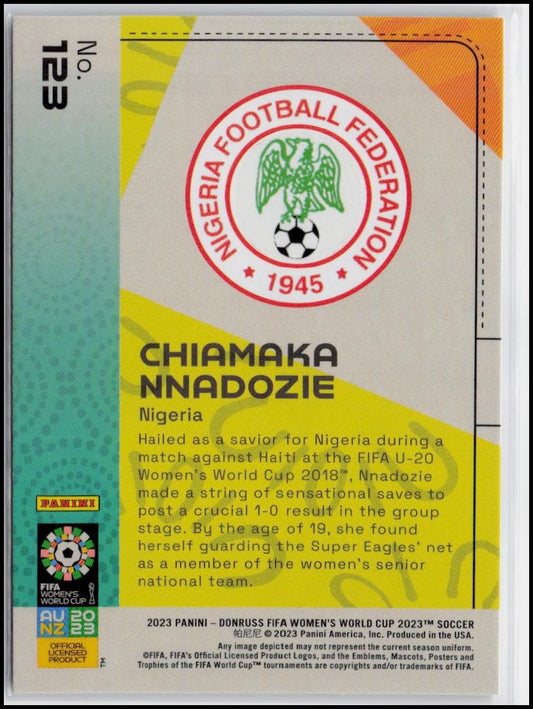 No.
123
NIGERIA FOOTBALL FEDERATION
1945
CHIAMAKA
NNADOZIE
Nigeria
Hailed as a savior for Nigeria during a
match against Haiti at the FIFA U-20
Women's World Cup 2018™, Nnadozie
made a string of sensational saves to
post a crucial 1-0 result in the group
stage. By the age of 19, she found
herself guarding the Super Eagles' net
as a member of the women's senior
national team.
PANINI
FIFA
WOMEN'S
WORLD CUP
AU 20
NZ 23
OFFICIAL
LICENSED
PRODUCT
™
2023 PANINI – DONRUSS FIFA WOMEN'S WORLD CUP 2023™ SOCCER
帕尼尼 © 2023 Panini America, Inc. Produced in the USA.
Any image depicted may not represent the current season uniform.
©FIFA, FIFA's Official Licensed Product Logos, and the Emblems, Mascots, Posters and
Trophies of the FIFA World Cup™ tournaments are copyrights and/or trademarks of FIFA.